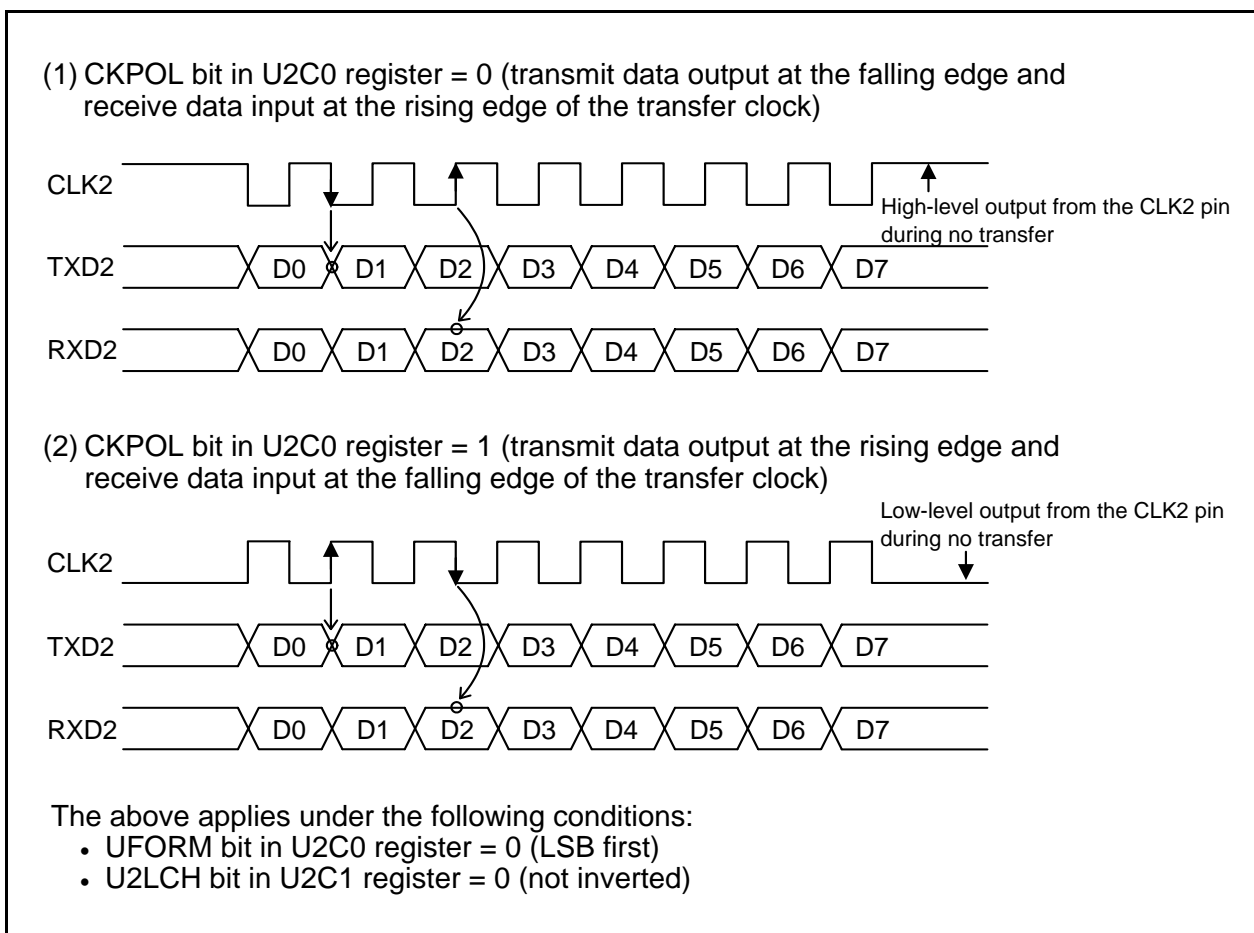 (1) CKPOL bit in U2C0 register = 0 (transmit data output at the falling edge and
receive data input at the rising edge of the transfer clock)
CLK2
High-level output from the CLK2 pin
during no transfer
TXD2 D0 D1 D2 D3 D4 D5 D6 D7
RXD2 D0 D1 D2 D3 D4 D5 D6 D7
(2) CKPOL bit in U2C0 register = 1 (transmit data output at the rising edge and
receive data input at the falling edge of the transfer clock)
Low-level output from the CLK2 pin
during no transfer
CLK2
TXD2 D0 D1 D2 D3 D4 D5 D6 D7
RXD2 D0 D1 D2 D3 D4 D5 D6 D7
The above applies under the following conditions:
• UFORM bit in U2C0 register = 0 (LSB first)
• U2LCH bit in U2C1 register = 0 (not inverted)